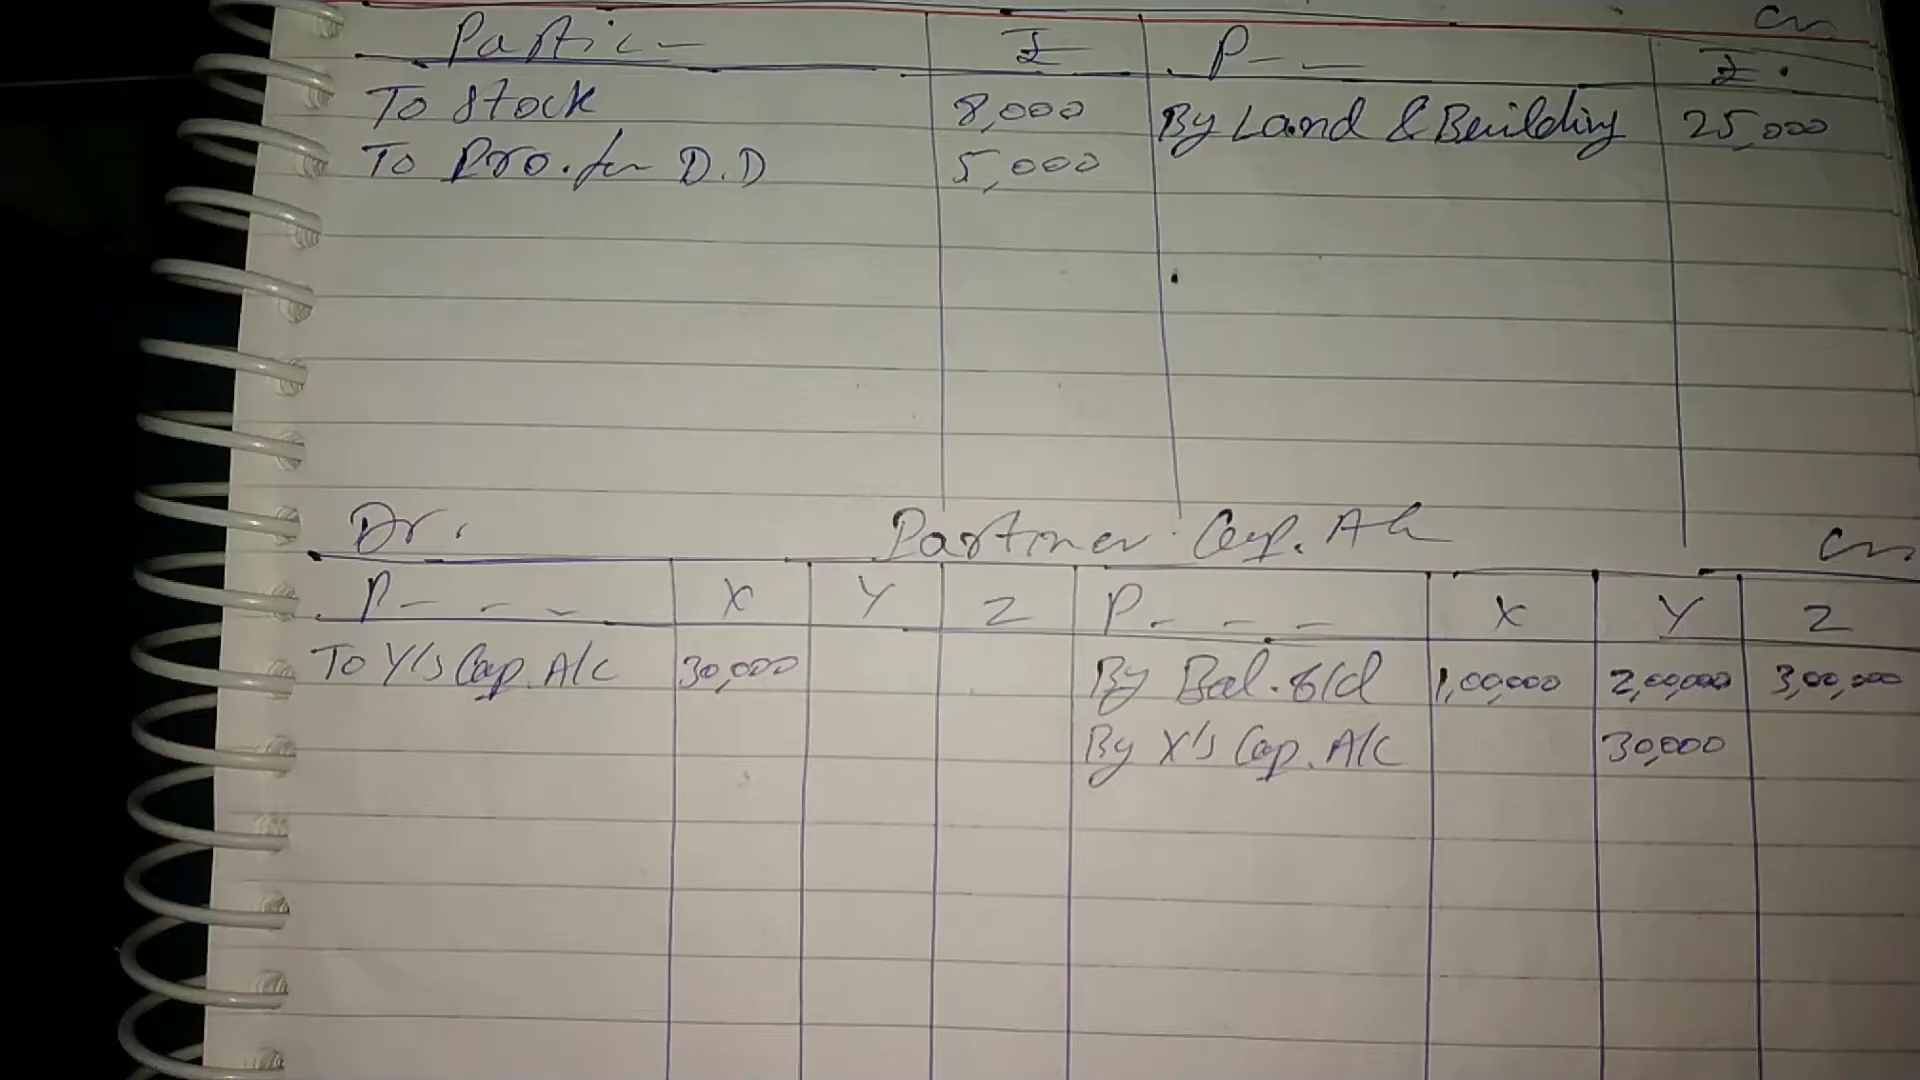 Cr
Partic— ₹ P- — ₹.
To Stock 8,000 By Land & Building 25,000
To Pro. for D.D 5,000
Dr. Partner Cap. A/c Cr
P- - - X Y Z P- - - X Y Z
To Y's Cap. A/c 30,000 By Bal. b/d 1,00,000 2,00,000 3,00,000
By X's Cap. A/c 30,000